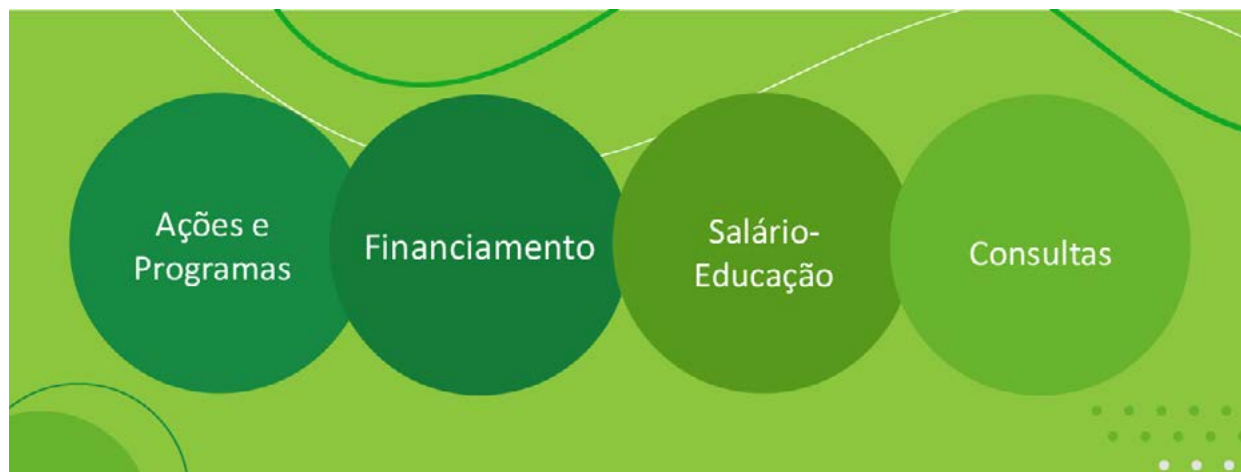 Ações e
Programas
Financiamento
Salário-
Educação
Consultas